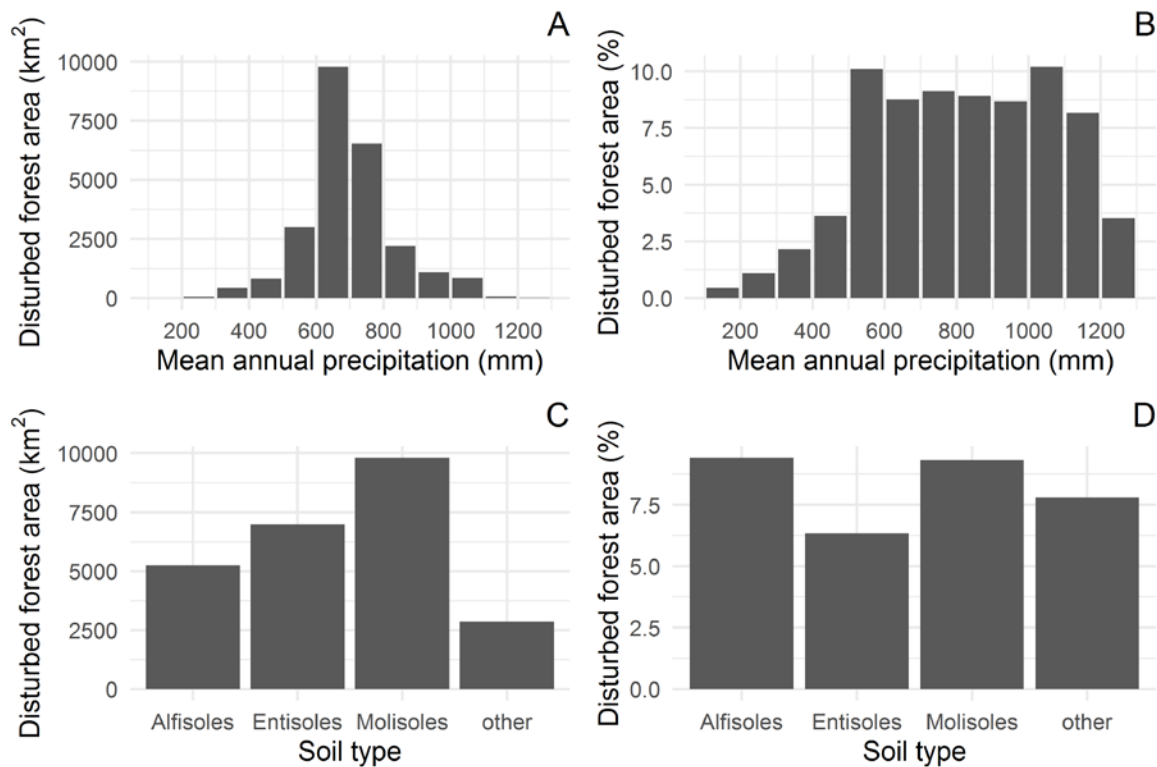 A
Disturbed forest area (km²)
10000
7500
5000
2500
0
200 400 600 800 1000 1200
Mean annual precipitation (mm)
B
Disturbed forest area (%)
10.0
7.5
5.0
2.5
0.0
200 400 600 800 1000 1200
Mean annual precipitation (mm)
C
Disturbed forest area (km²)
10000
7500
5000
2500
0
Alfisoles Entisoles Molisoles other
Soil type
D
Disturbed forest area (%)
7.5
5.0
2.5
0.0
Alfisoles Entisoles Molisoles other
Soil type